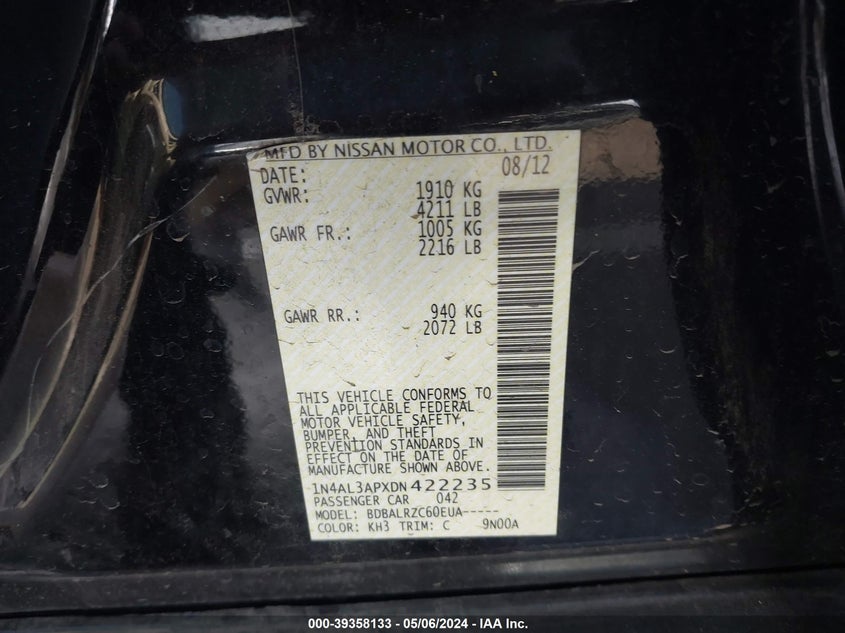 MFD BY NISSAN MOTOR CO., LTD.
DATE: 08/12
GVWR: 1910 KG
4211 LB
GAWR FR.: 1005 KG
2216 LB
GAWR RR.: 940 KG
2072 LB
THIS VEHICLE CONFORMS TO
ALL APPLICABLE FEDERAL
MOTOR VEHICLE SAFETY,
BUMPER, AND THEFT
PREVENTION STANDARDS IN
EFFECT ON THE DATE OF
MANUFACTURE SHOWN ABOVE.
1N4AL3APXDN422235
PASSENGER CAR 042
MODEL: BDBALRZC60EUA-----
COLOR: KH3 TRIM: C 9N00A
000-39358133 - 05/06/2024 - IAA Inc.